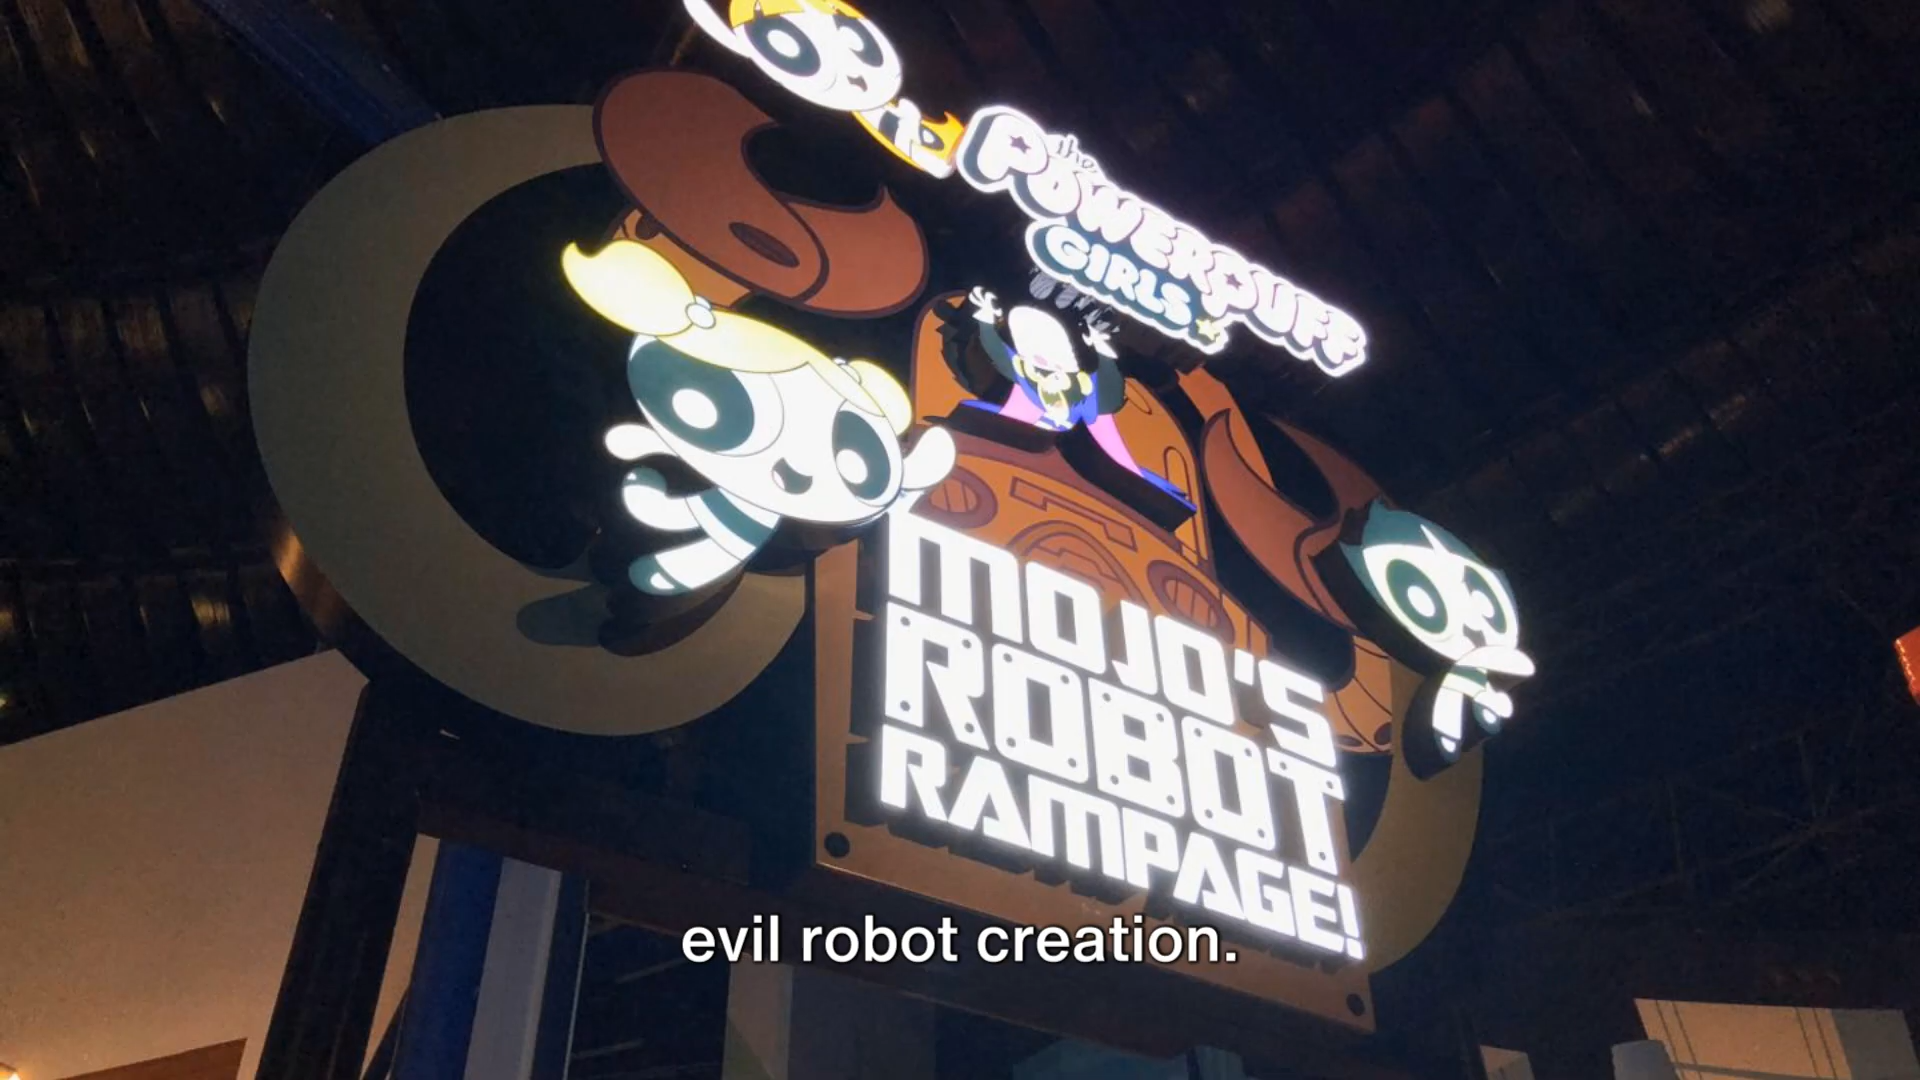 the
POWERPUFF
GIRLS
MOJO'S
ROBOT
RAMPAGE!
evil robot creation.